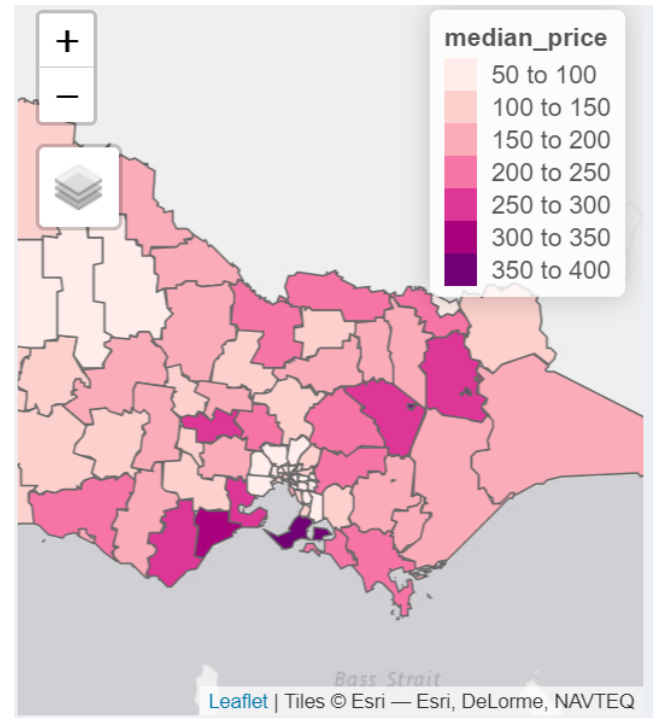 +
−
median_price
50 to 100
100 to 150
150 to 200
200 to 250
250 to 300
300 to 350
350 to 400
Bass Strait
Leaflet | Tiles © Esri — Esri, DeLorme, NAVTEQ